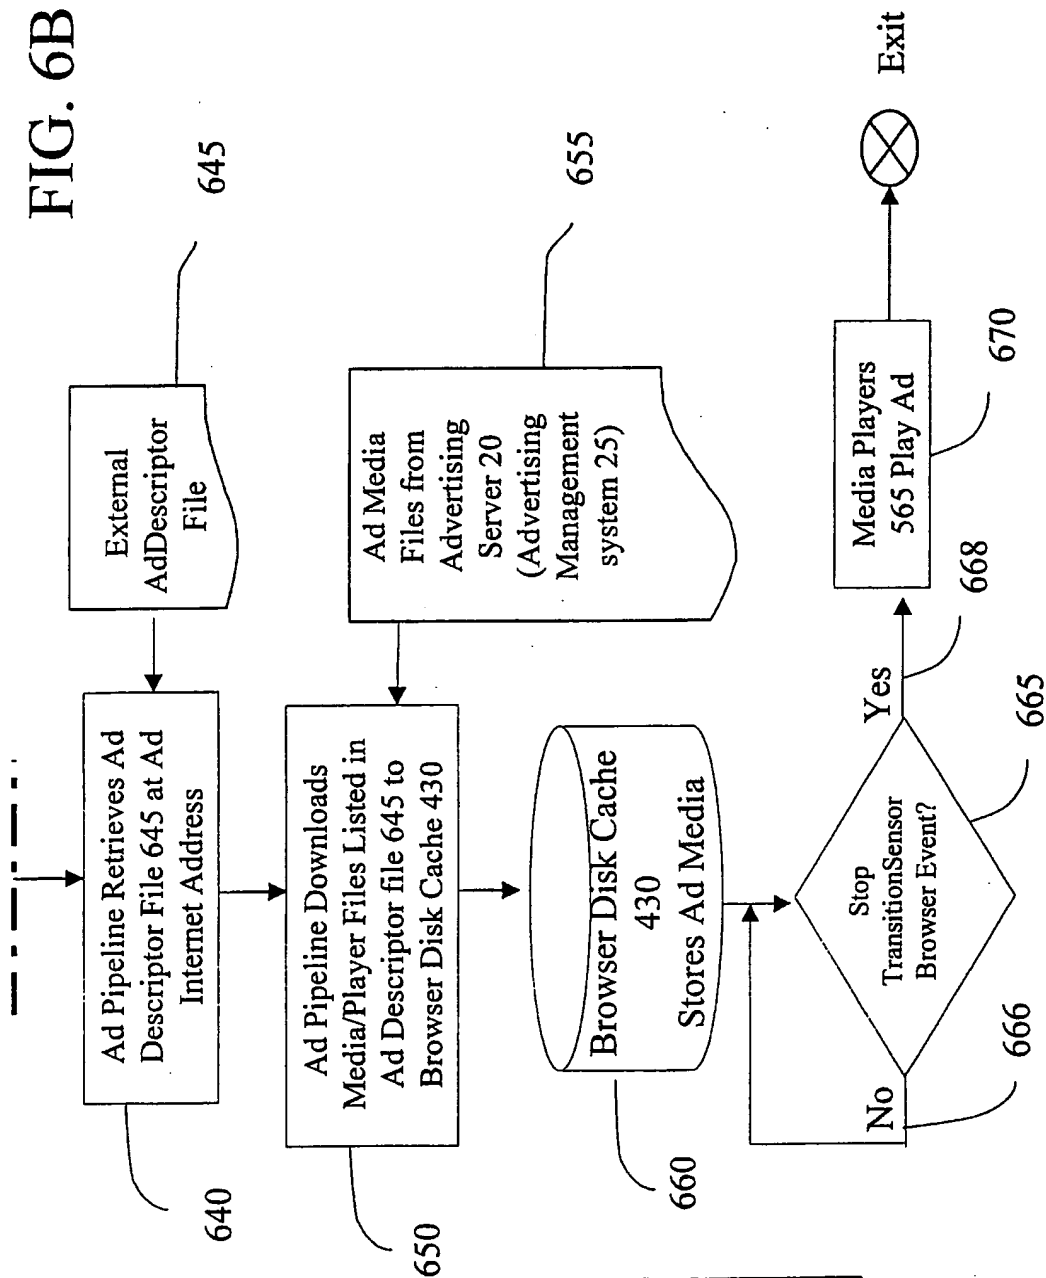 FIG. 6B
External
AdDescriptor
File
645
Ad Pipeline Retrieves Ad
Descriptor File 645 at Ad
Internet Address
640
Ad Media
Files from
Advertising
Server 20
(Advertising
Management
system 25)
655
Ad Pipeline Downloads
Media/Player Files Listed in
Ad Descriptor file 645 to
Browser Disk Cache 430
650
Browser Disk Cache
430
Stores Ad Media
660
Stop
TransitionSensor
Browser Event?
665
No
666
Yes
668
Media Players
565 Play Ad
670
Exit